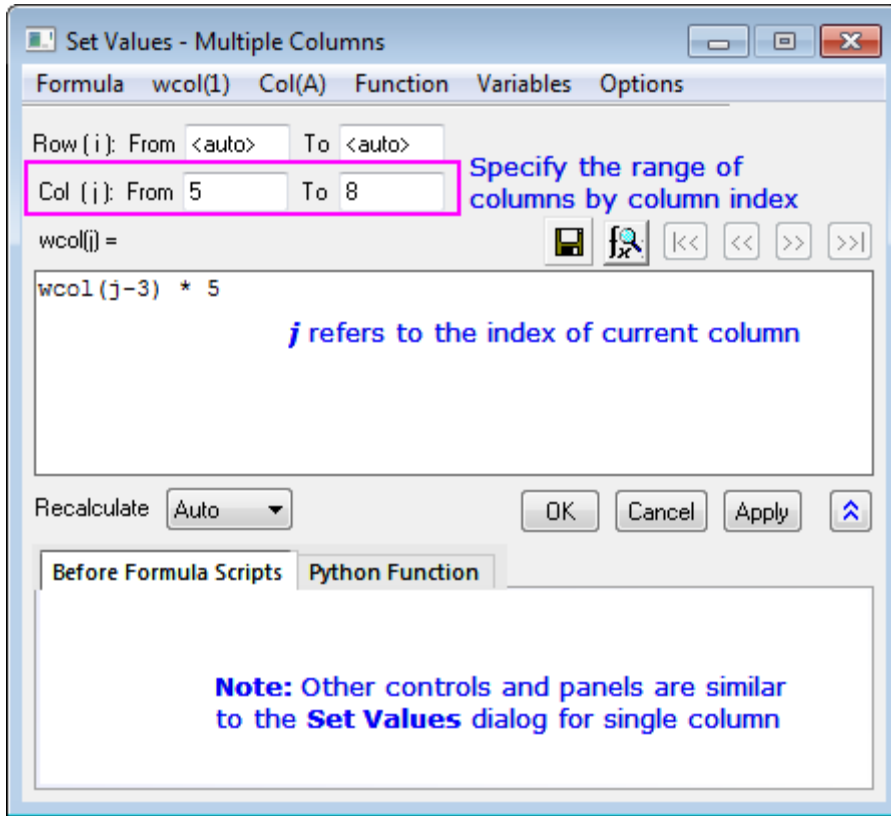 Set Values - Multiple Columns
Formula wcol(1) Col(A) Function Variables Options
Row ( i ): From <auto> To <auto>
Col ( j ): From 5 To 8
Specify the range of
columns by column index
wcol(j) =
|<< << >> >>|
wcol(j-3) * 5
j refers to the index of current column
Recalculate Auto OK Cancel Apply
Before Formula Scripts Python Function
Note: Other controls and panels are similar
to the Set Values dialog for single column